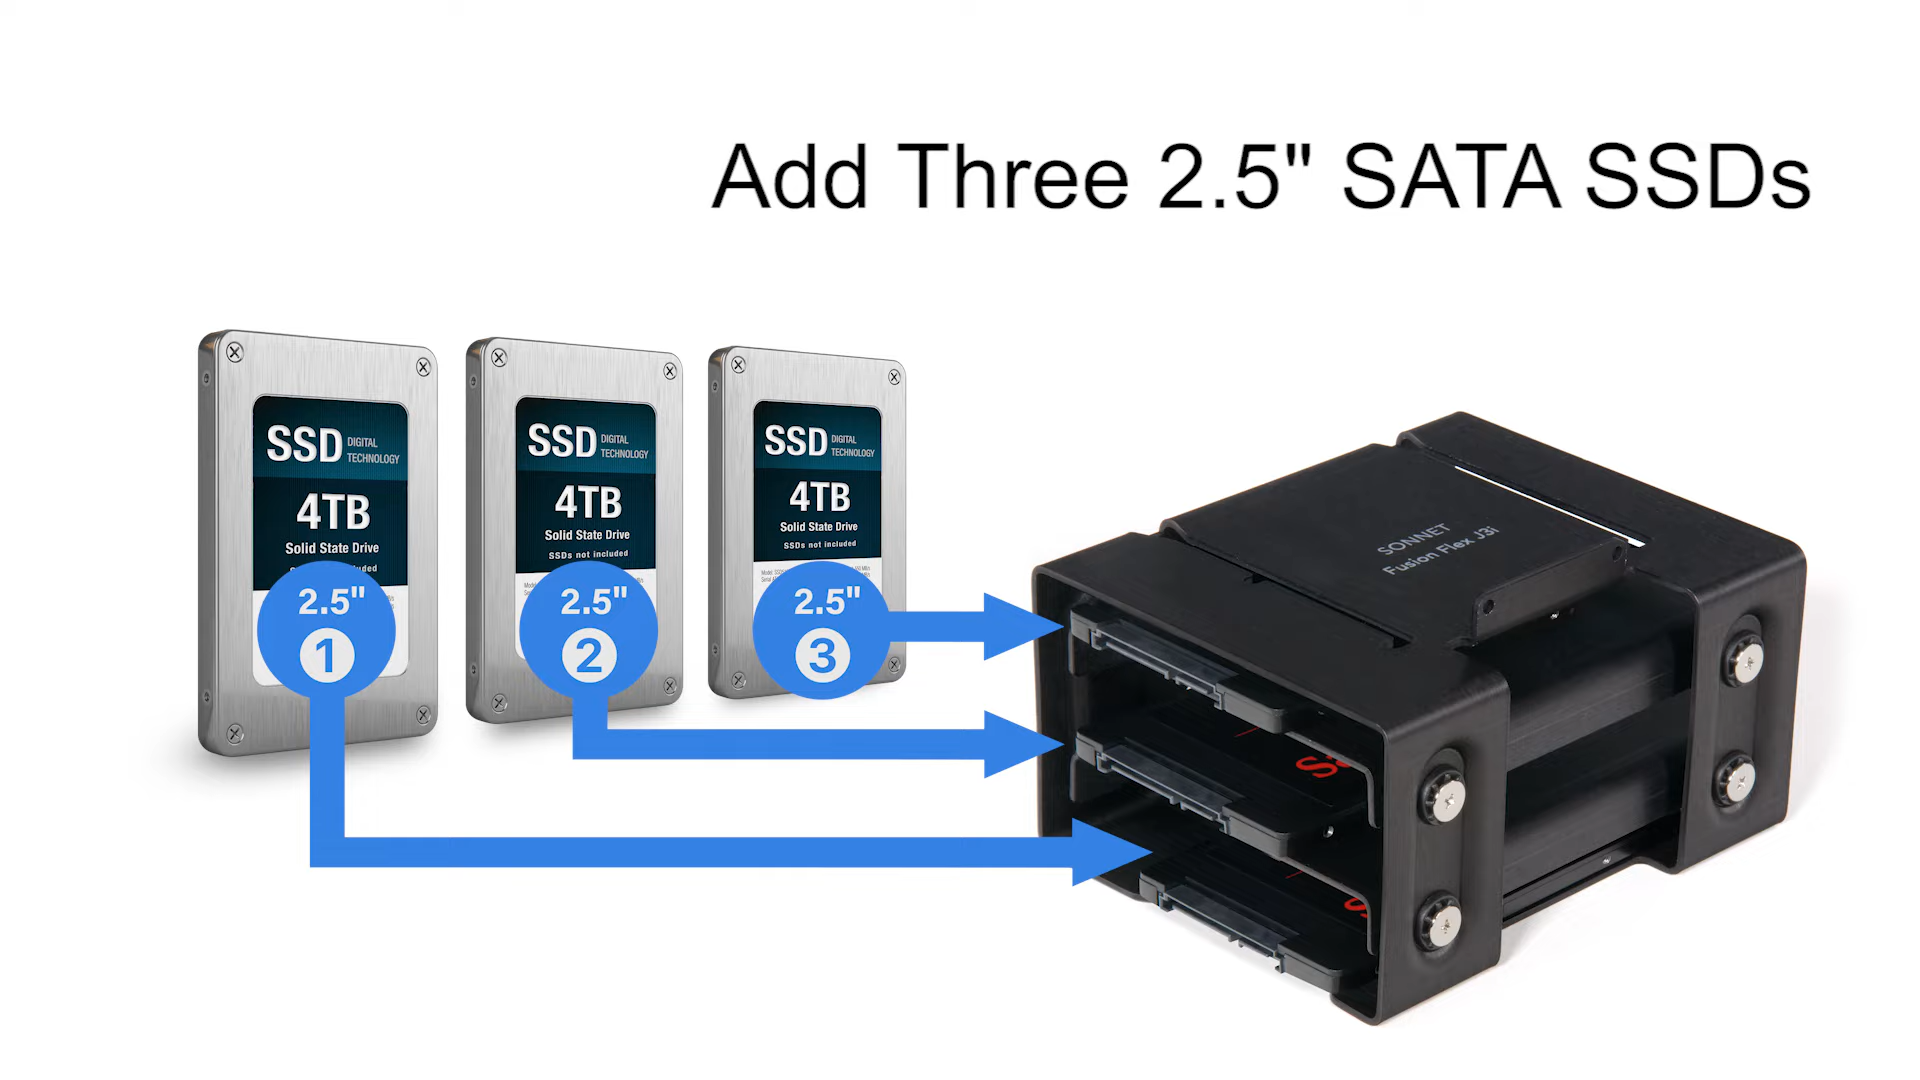 Add Three 2.5" SATA SSDs
SSD DIGITAL TECHNOLOGY
4TB
Solid State Drive
2.5"
1
SSD DIGITAL TECHNOLOGY
4TB
Solid State Drive
SSDs not included
2.5"
2
SSD DIGITAL TECHNOLOGY
4TB
Solid State Drive
SSDs not included
2.5"
3
SONNET
Fusion Flex J3i